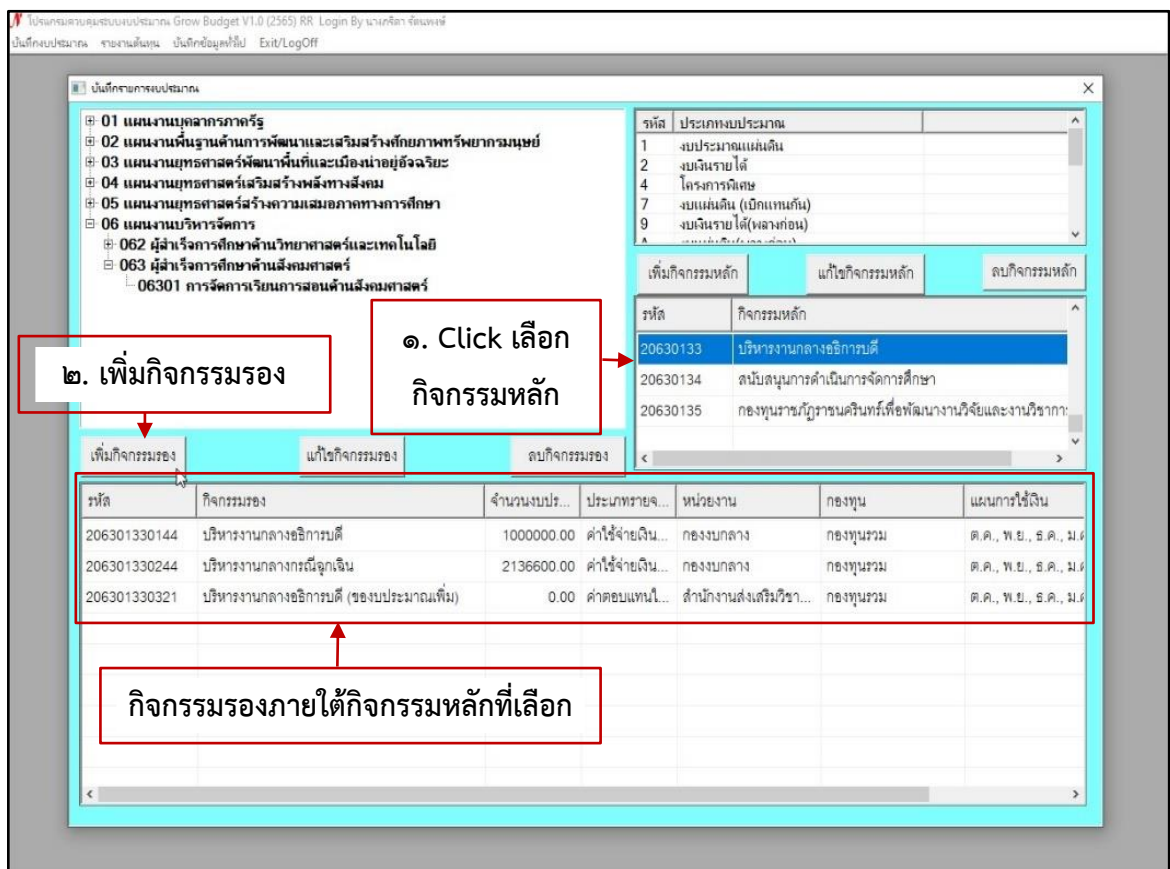 โปรแกรมควบคุมระบบงบประมาณ Grow Budget V1.0 (2565) RR Login By
บันทึกงบประมาณ รายงานต้นทุน บันทึกข้อมูลทั่วไป Exit/LogOff
บันทึกรายการงบประมาณ
01 แผนงานบุคลากรภาครัฐ
02 แผนงานพื้นฐานด้านการพัฒนาและเสริมสร้างศักยภาพทรัพยากรมนุษย์
03 แผนงานยุทธศาสตร์พัฒนาพื้นที่และเมืองน่าอยู่อัจฉริยะ
04 แผนงานยุทธศาสตร์เสริมสร้างพลังทางสังคม
05 แผนงานยุทธศาสตร์สร้างความเสมอภาคทางการศึกษา
06 แผนงานบริหารจัดการ
062 ผู้สำเร็จการศึกษาด้านวิทยาศาสตร์และเทคโนโลยี
063 ผู้สำเร็จการศึกษาด้านสังคมศาสตร์
06301 การจัดการเรียนการสอนด้านสังคมศาสตร์
รหัส ประเภทงบประมาณ
1 งบประมาณแผ่นดิน
2 งบเงินรายได้
4 โครงการพิเศษ
7 งบแผ่นดิน (เบิกแทนกัน)
9 งบเงินรายได้(พลางก่อน)
เพิ่มกิจกรรมหลัก แก้ไขกิจกรรมหลัก ลบกิจกรรมหลัก
รหัส กิจกรรมหลัก
20630133 บริหารงานกลางอธิการบดี
20630134 สนับสนุนการดำเนินการจัดการศึกษา
20630135 กองทุนราชภัฏราชนครินทร์เพื่อพัฒนางานวิจัยและงานวิชาการ
๑. Click เลือก
กิจกรรมหลัก
๒. เพิ่มกิจกรรมรอง
เพิ่มกิจกรรมรอง แก้ไขกิจกรรมรอง ลบกิจกรรมรอง
รหัส กิจกรรมรอง จำนวนงบปร... ประเภทรายจ... หน่วยงาน กองทุน แผนการใช้เงิน
206301330144 บริหารงานกลางอธิการบดี 1000000.00 ค่าใช้จ่ายเงิน... กองงบกลาง กองทุนรวม ต.ค., พ.ย., ธ.ค., ม.ค
206301330244 บริหารงานกลางกรณีฉุกเฉิน 2136600.00 ค่าใช้จ่ายเงิน... กองงบกลาง กองทุนรวม ต.ค., พ.ย., ธ.ค., ม.ค
206301330321 บริหารงานกลางอธิการบดี (ของบประมาณเพิ่ม) 0.00 ค่าตอบแทนใ... สำนักงานส่งเสริมวิชา... กองทุนรวม ต.ค., พ.ย., ธ.ค., ม.ค
กิจกรรมรองภายใต้กิจกรรมหลักที่เลือก